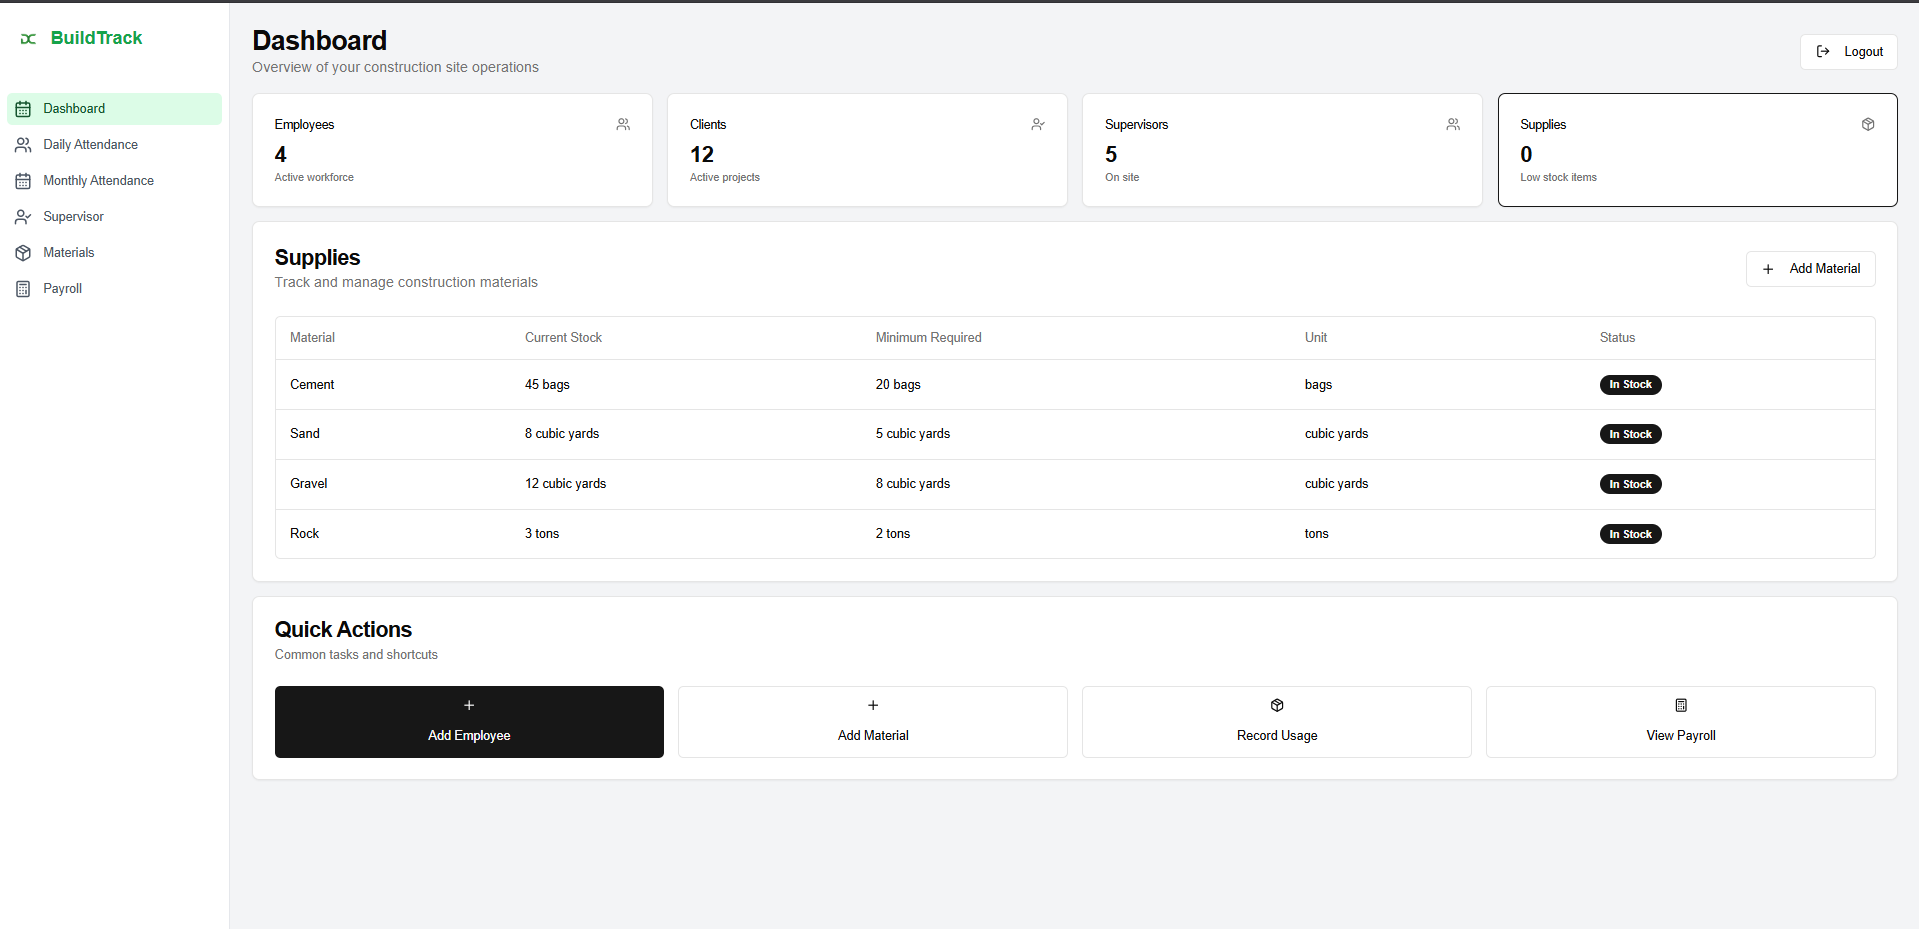 BuildTrack
Dashboard
Daily Attendance
Monthly Attendance
Supervisor
Materials
Payroll
Dashboard
Overview of your construction site operations
Logout
Employees
4
Active workforce
Clients
12
Active projects
Supervisors
5
On site
Supplies
0
Low stock items
Supplies
Track and manage construction materials
Add Material
Material Current Stock Minimum Required Unit Status
Cement 45 bags 20 bags bags In Stock
Sand 8 cubic yards 5 cubic yards cubic yards In Stock
Gravel 12 cubic yards 8 cubic yards cubic yards In Stock
Rock 3 tons 2 tons tons In Stock
Quick Actions
Common tasks and shortcuts
Add Employee
Add Material
Record Usage
View Payroll